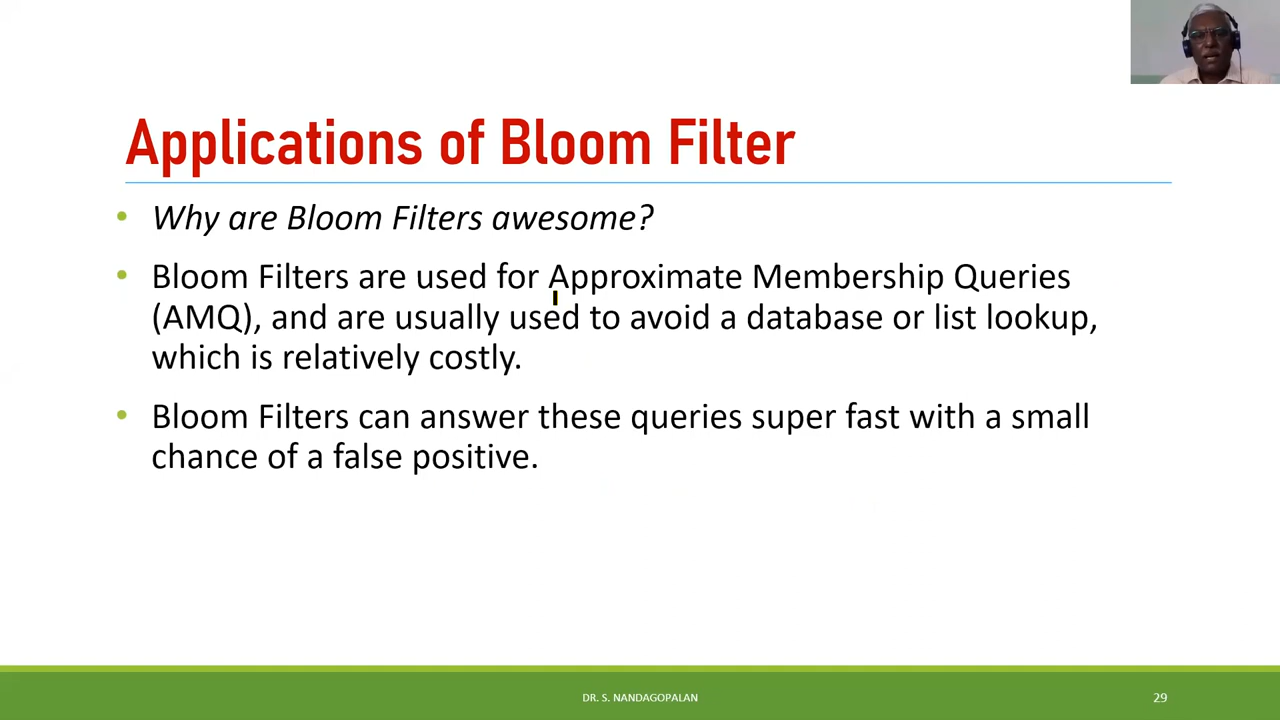 Applications of Bloom Filter
• Why are Bloom Filters awesome?
• Bloom Filters are used for Approximate Membership Queries
(AMQ), and are usually used to avoid a database or list lookup,
which is relatively costly.
• Bloom Filters can answer these queries super fast with a small
chance of a false positive.
DR. S. NANDAGOPALAN
29